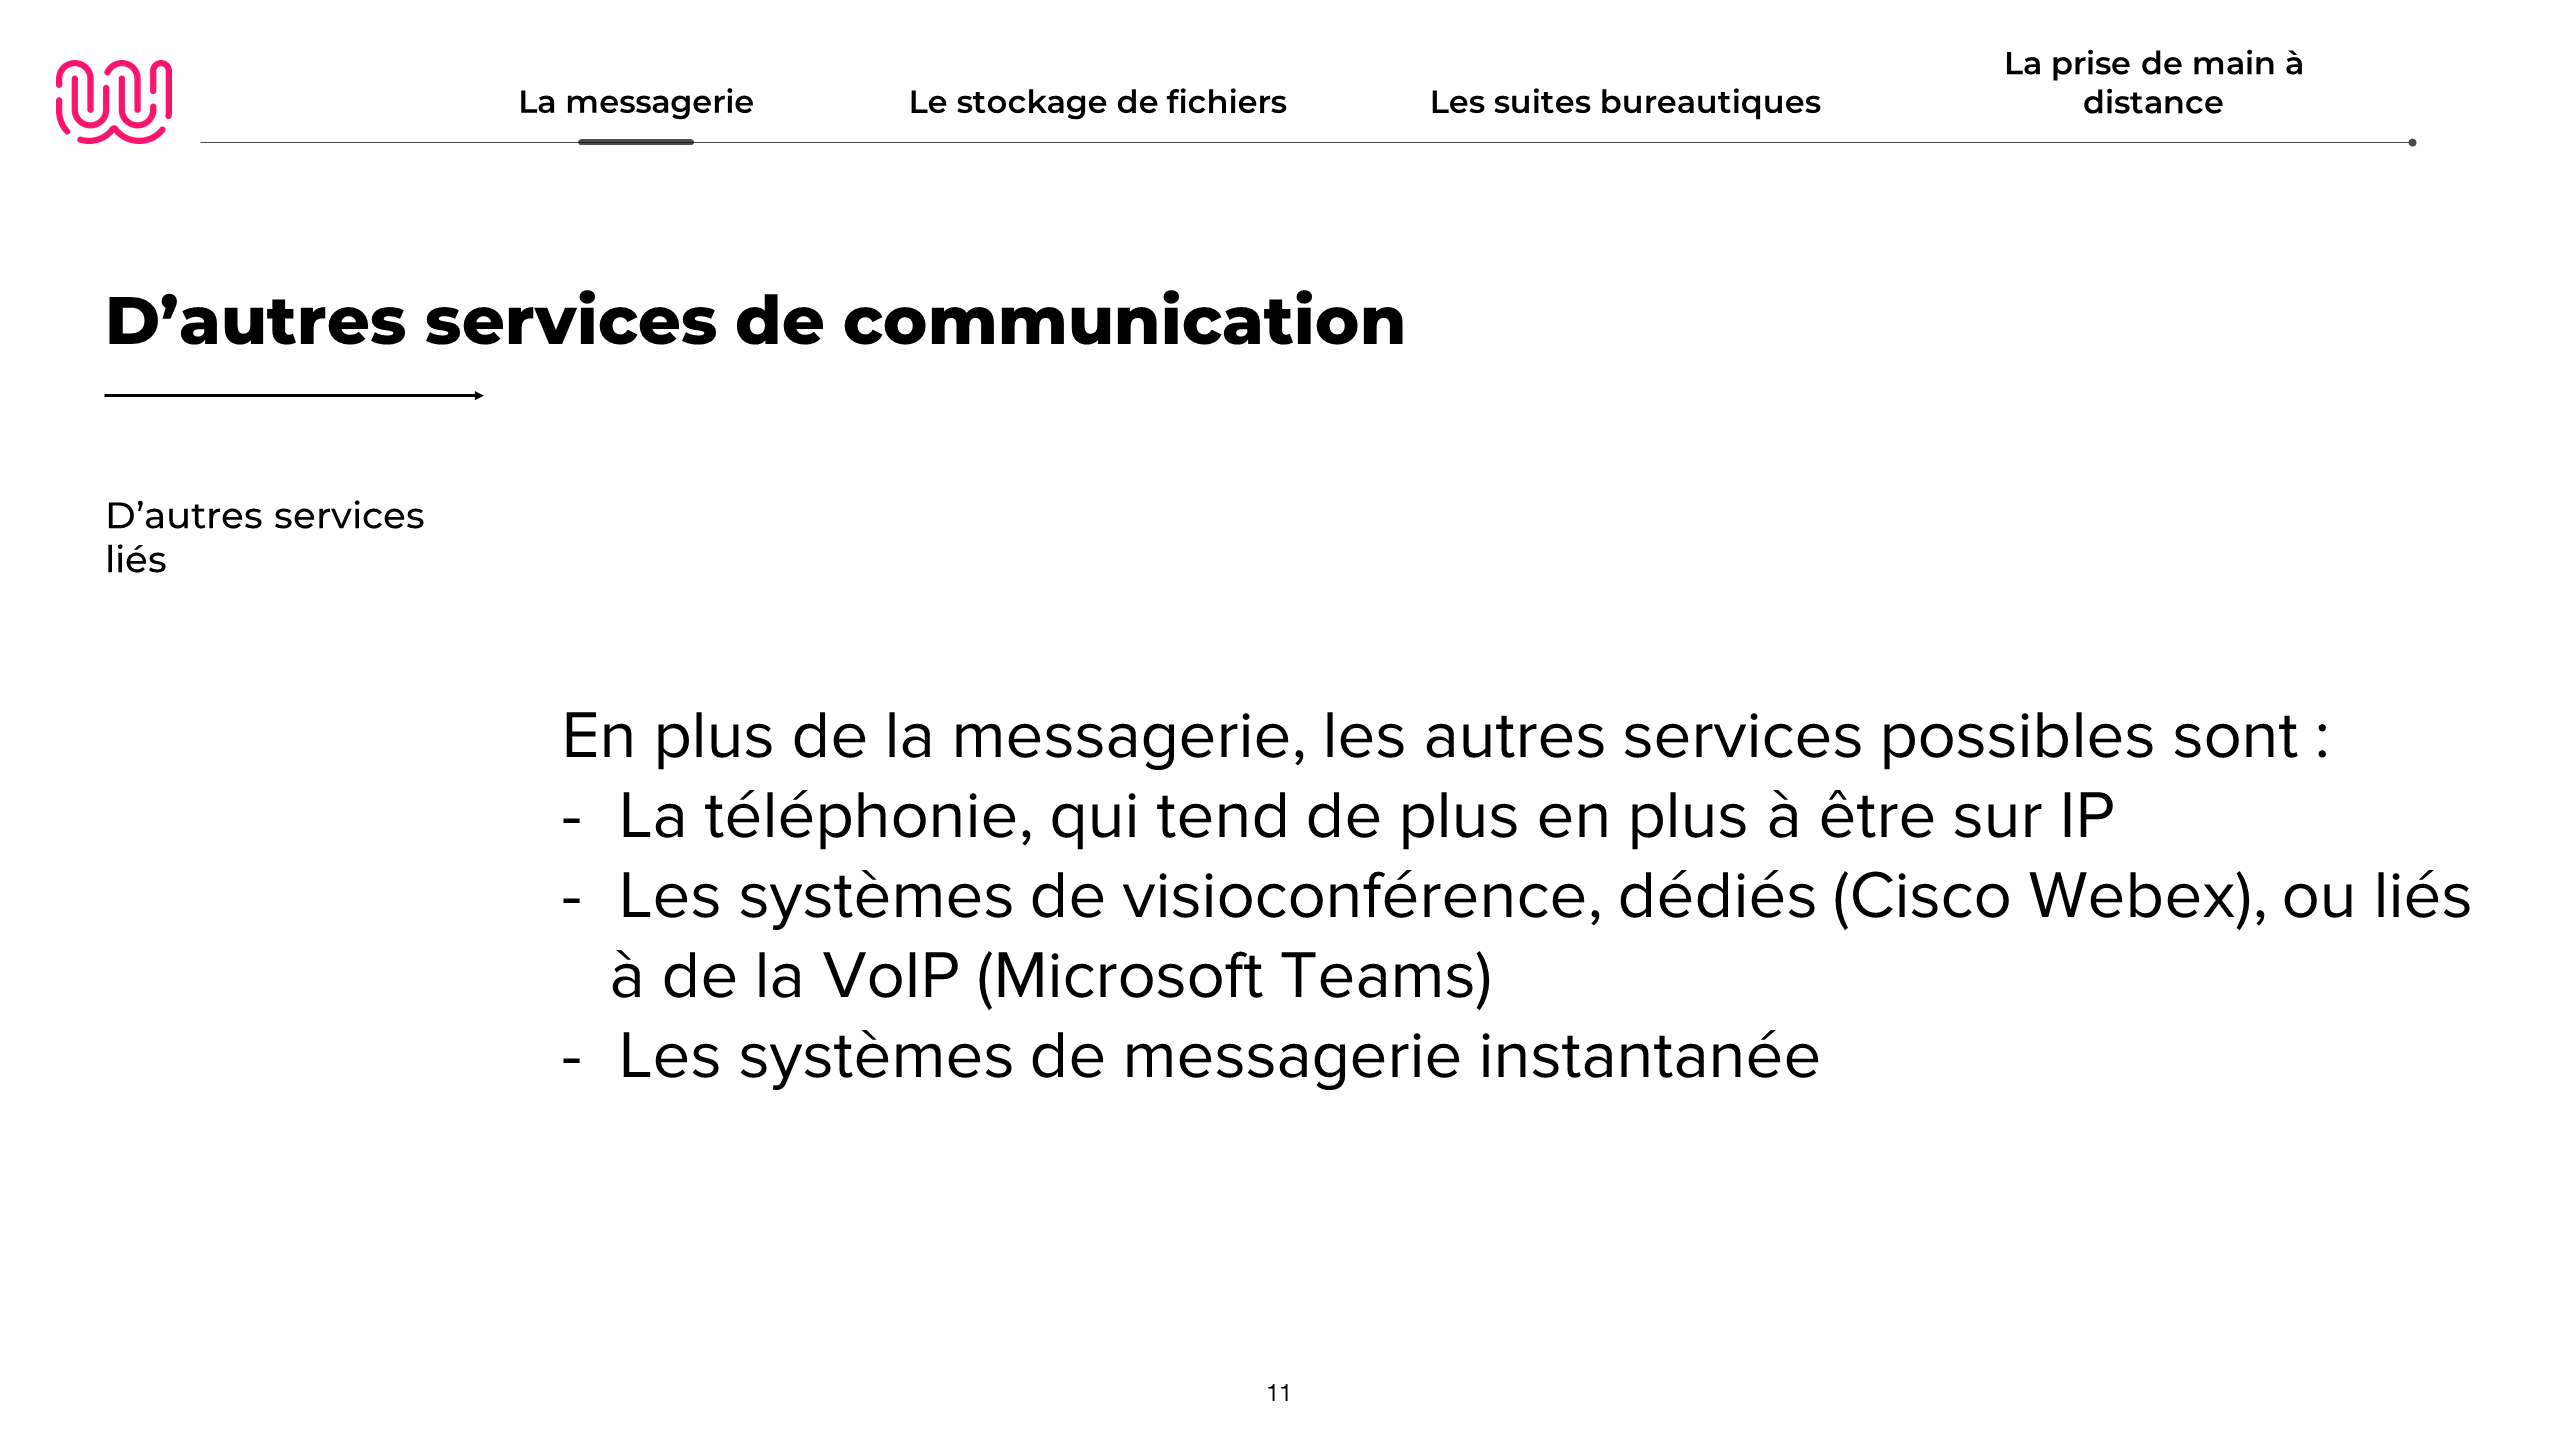 La messagerie
Le stockage de fichiers
Les suites bureautiques
La prise de main à
distance
D’autres services de communication
D’autres services
liés
En plus de la messagerie, les autres services possibles sont :
- La téléphonie, qui tend de plus en plus à être sur IP
- Les systèmes de visioconférence, dédiés (Cisco Webex), ou liés
à de la VoIP (Microsoft Teams)
- Les systèmes de messagerie instantanée
11